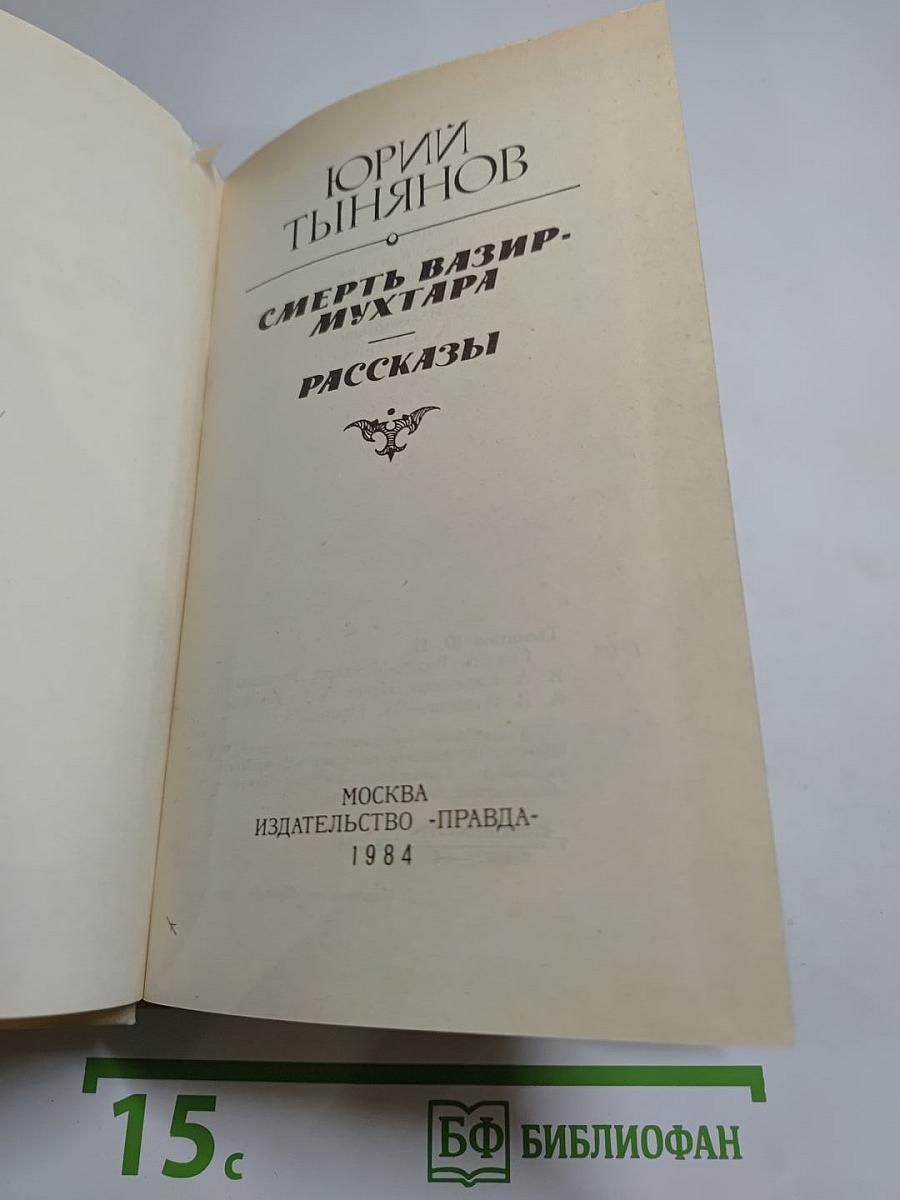 ЮРИЙ
ТЫНЯНОВ
СМЕРТЬ ВАЗИР-
МУХТАРА
РАССКАЗЫ
МОСКВА
ИЗДАТЕЛЬСТВО «ПРАВДА»
1984
15с
БФ БИБЛИОФАН